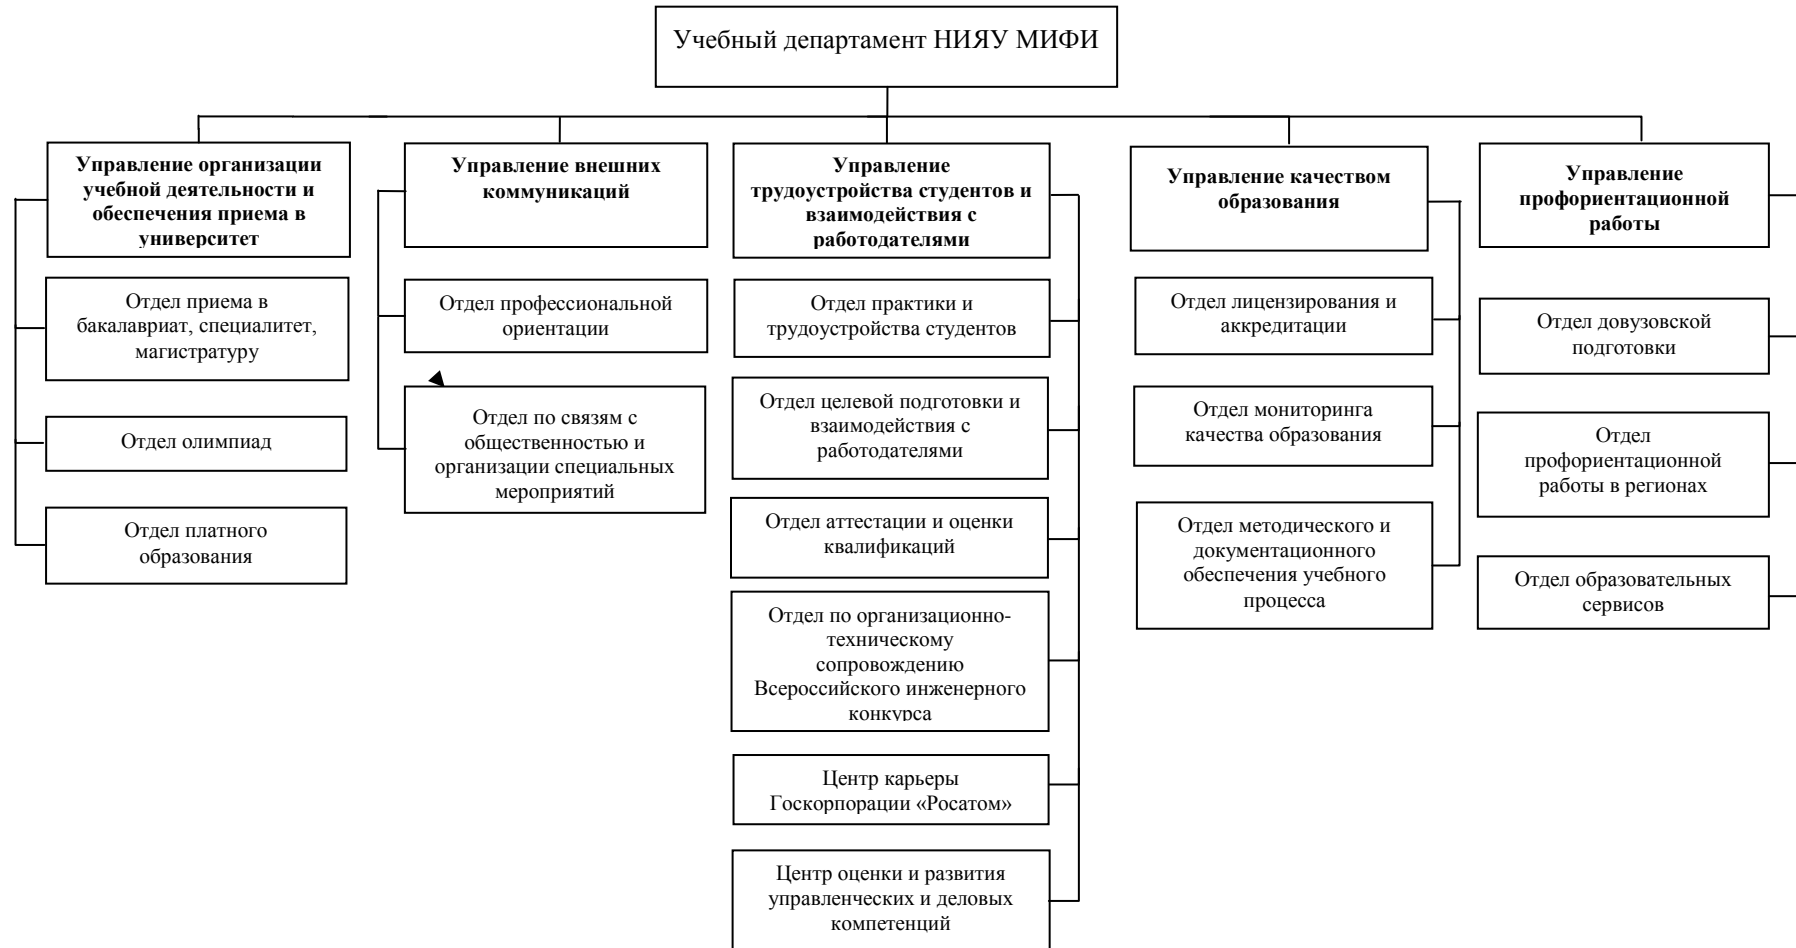 Учебный департамент НИЯУ МИФИ
Управление организации
учебной деятельности и
обеспечения приема в
университет
Отдел приема в
бакалавриат, специалитет,
магистратуру
Отдел олимпиад
Отдел платного
образования
Управление внешних
коммуникаций
Отдел профессиональной
ориентации
Отдел по связям с
общественностью и
организации специальных
мероприятий
Управление
трудоустройства студентов и
взаимодействия с
работодателями
Отдел практики и
трудоустройства студентов
Отдел целевой подготовки и
взаимодействия с
работодателями
Отдел аттестации и оценки
квалификаций
Отдел по организационно-
техническому
сопровождению
Всероссийского инженерного
конкурса
Центр карьеры
Госкорпорации «Росатом»
Центр оценки и развития
управленческих и деловых
компетенций
Управление качеством
образования
Отдел лицензирования и
аккредитации
Отдел мониторинга
качества образования
Отдел методического и
документационного
обеспечения учебного
процесса
Управление
профориентационной
работы
Отдел довузовской
подготовки
Отдел
профориентационной
работы в регионах
Отдел образовательных
сервисов